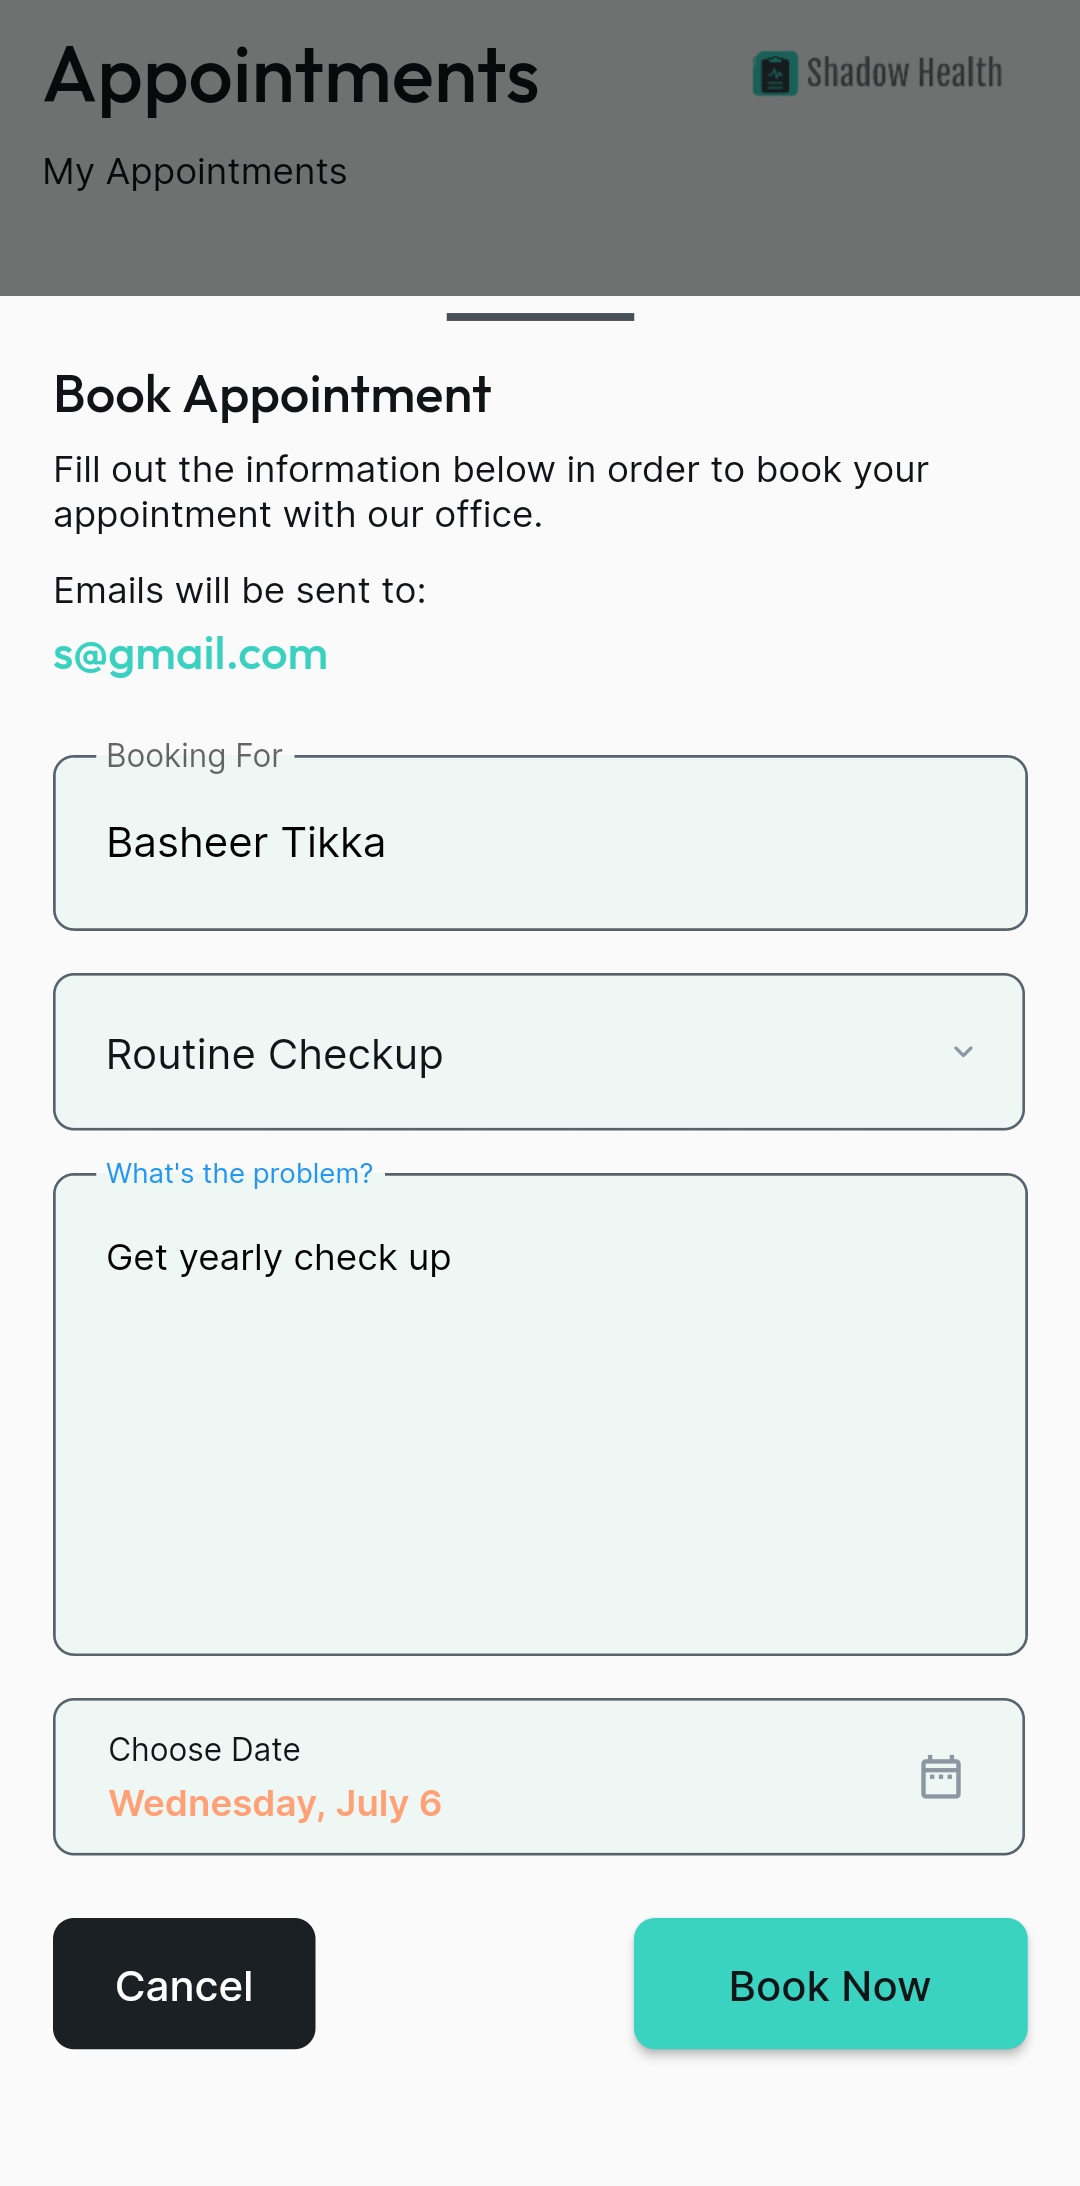 Appointments
Shadow Health
My Appointments
Book Appointment
Fill out the information below in order to book your
appointment with our office.
Emails will be sent to:
s@gmail.com
Booking For
Basheer Tikka
Routine Checkup
What's the problem?
Get yearly check up
Choose Date
Wednesday, July 6
Cancel
Book Now